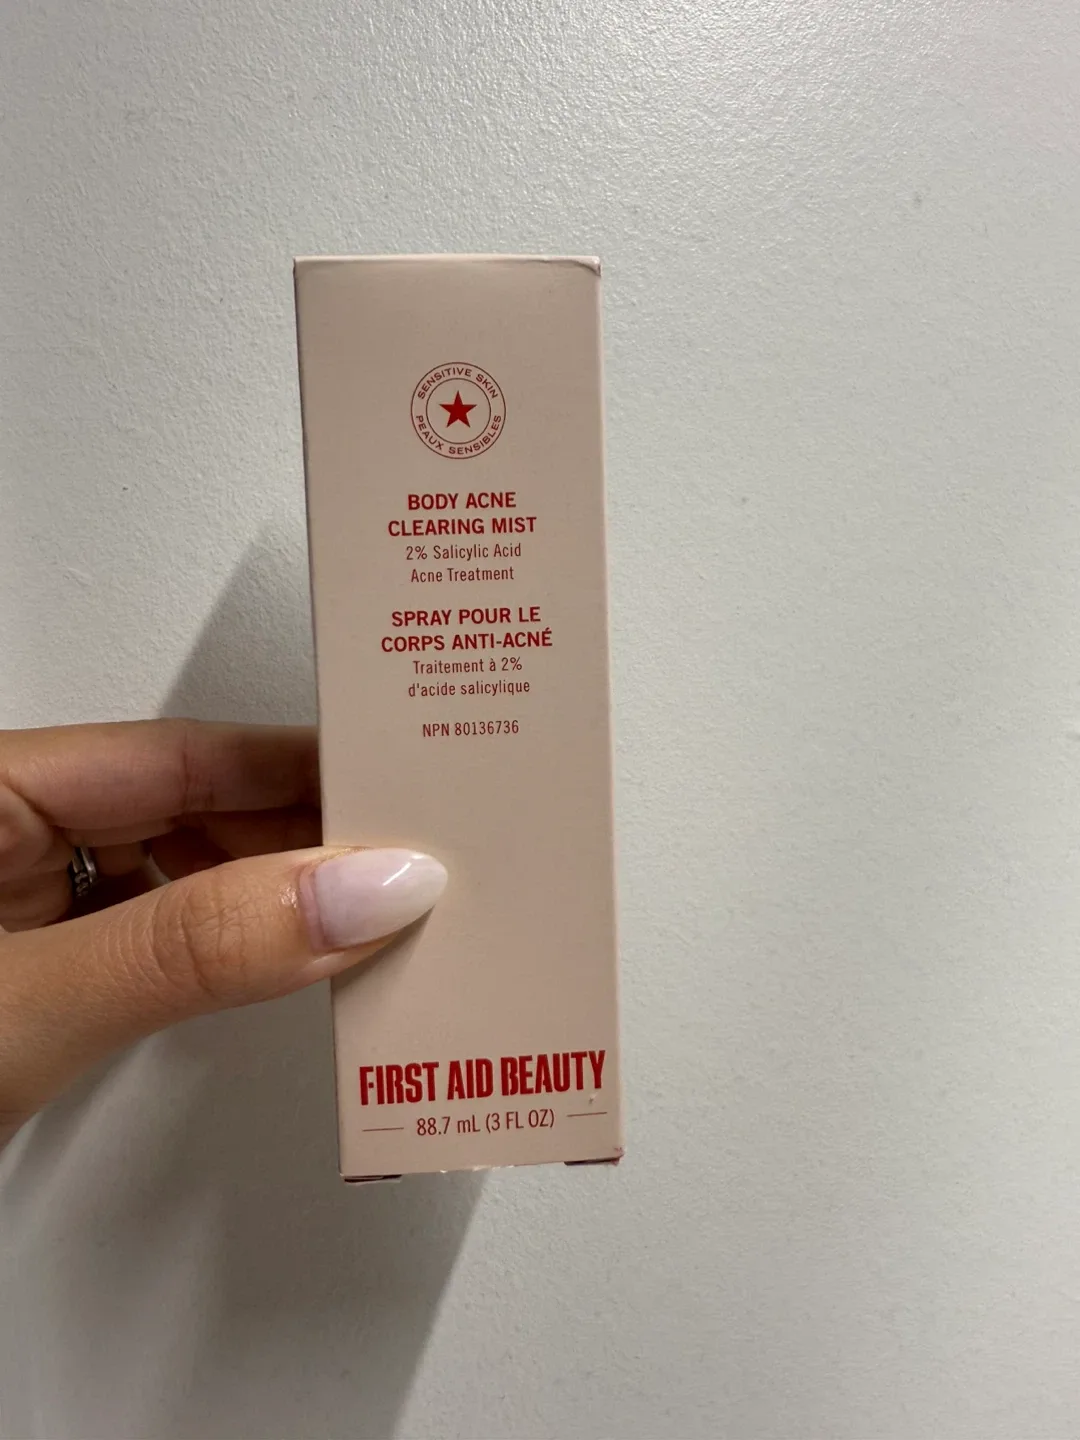 SENSITIVE SKIN
PEAUX SENSIBLES
BODY ACNE
CLEARING MIST
2% Salicylic Acid
Acne Treatment
SPRAY POUR LE
CORPS ANTI-ACNÉ
Traitement à 2%
d'acide salicylique
NPN 80136736
FIRST AID BEAUTY
88.7 mL (3 FL OZ)